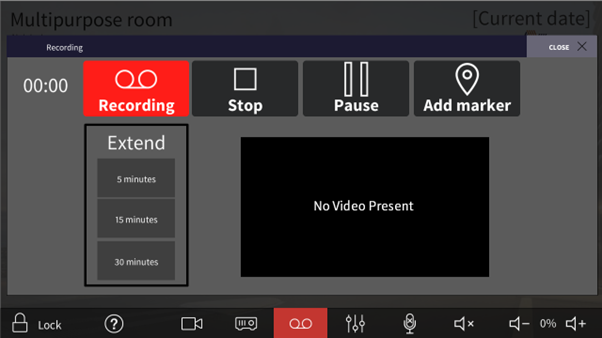 Multipurpose room
[Current date]
Recording
CLOSE
00:00
Recording
Stop
Pause
Add marker
Extend
5 minutes
15 minutes
30 minutes
No Video Present
Lock
0%